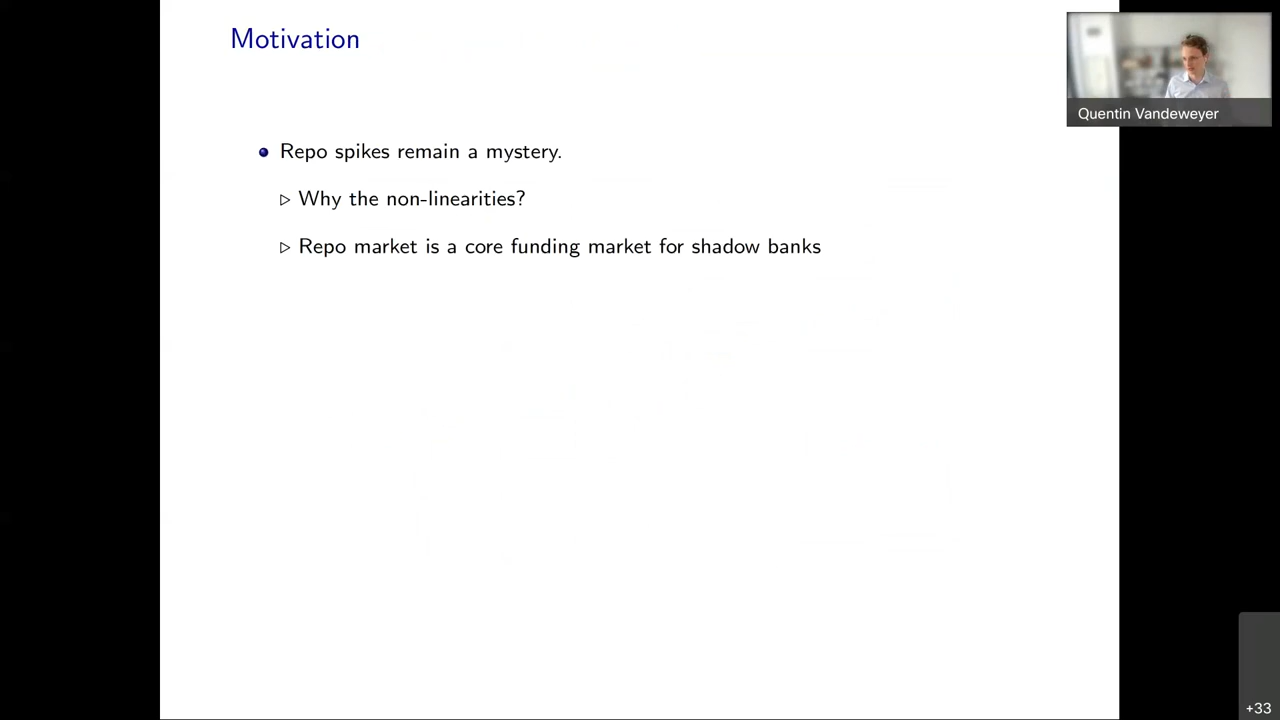 Motivation
Quentin Vandeweyer
Repo spikes remain a mystery.
Why the non-linearities?
Repo market is a core funding market for shadow banks
+33